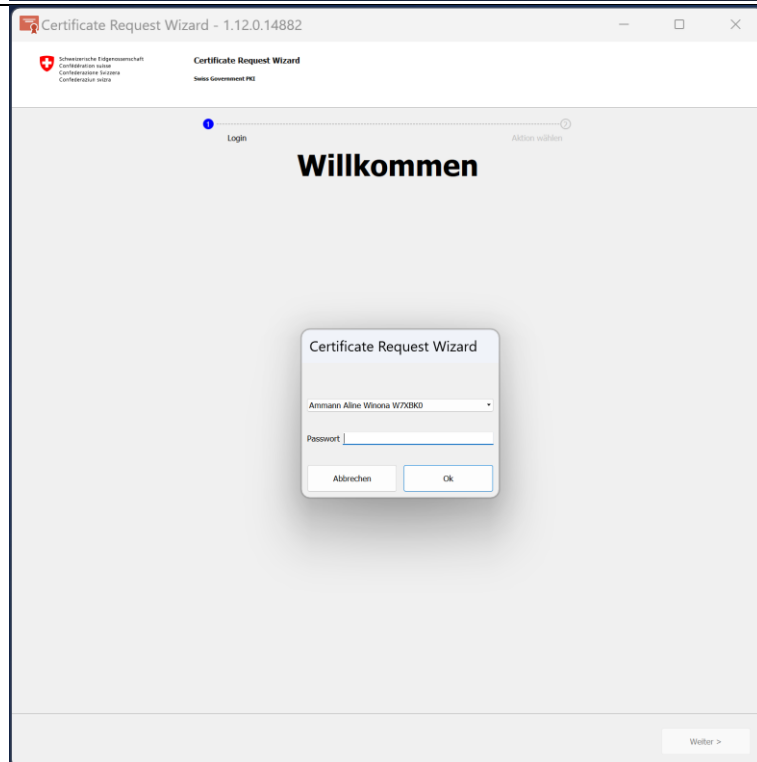 Certificate Request Wizard - 1.12.0.14882
Schweizerische Eidgenossenschaft
Confédération suisse
Confederazione Svizzera
Confederaziun svizra
Certificate Request Wizard
Swiss Government PKI
1
2
Login
Aktion wählen
Willkommen
Certificate Request Wizard
Ammann Aline Winona W7XBK0
Passwort
Abbrechen
Ok
Weiter >